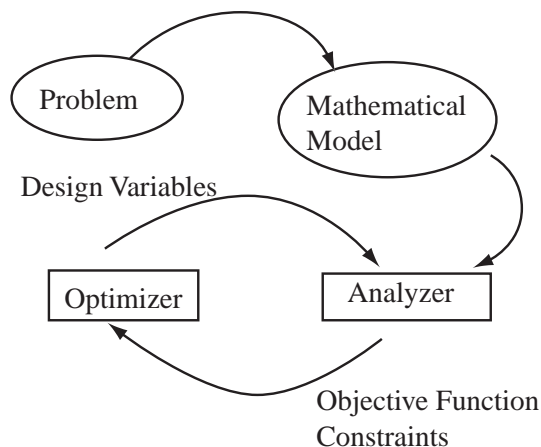 Problem
Mathematical
Model
Design Variables
Optimizer
Analyzer
Objective Function
Constraints